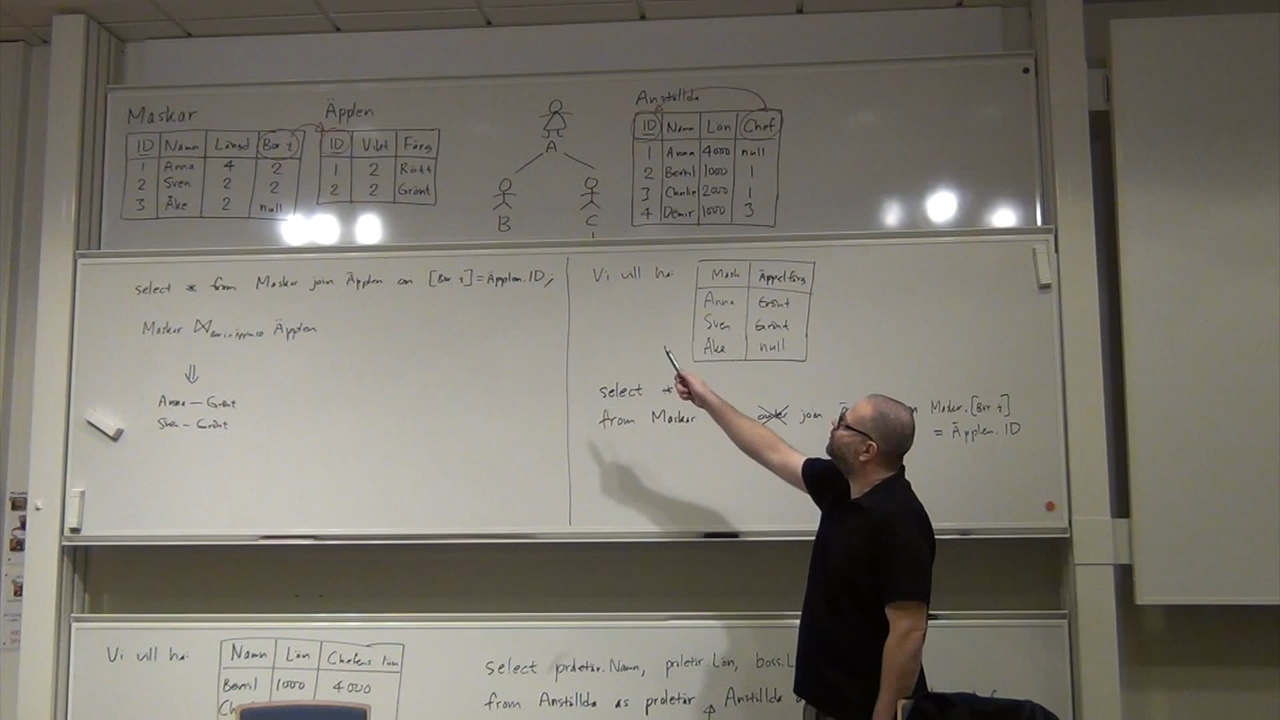 Maskar
ID Namn Längd Bor i
1 Anna 4 2
2 Sven 2 2
3 Åke 2 null
Äpplen
ID Vikt Färg
1 2 Rött
2 2 Grönt
A
B C
Anställda
ID Namn Lön Chef
1 Anna 4000 null
2 Bertil 1000 1
3 2000 1
4 Demir 1000 3
select * from Maskar join Äpplen on [Bor i] = Äpplen.ID;
Maskar ⋈ Bor i = Äpplen.ID Äpplen
⇓
Anna – Grönt
Sven – Grönt
Vi vill ha:
Mask Äppelfärg
Anna Grönt
Sven Grönt
Åke null
select *
from Maskar join Maskar.[Bor i]
= Äpplen.ID
Vi vill ha:
Namn Lön Chefens lön
Bertil 1000 4000
select proletär.Namn, proletär.Lön,
from Anställda as proletär Anställda